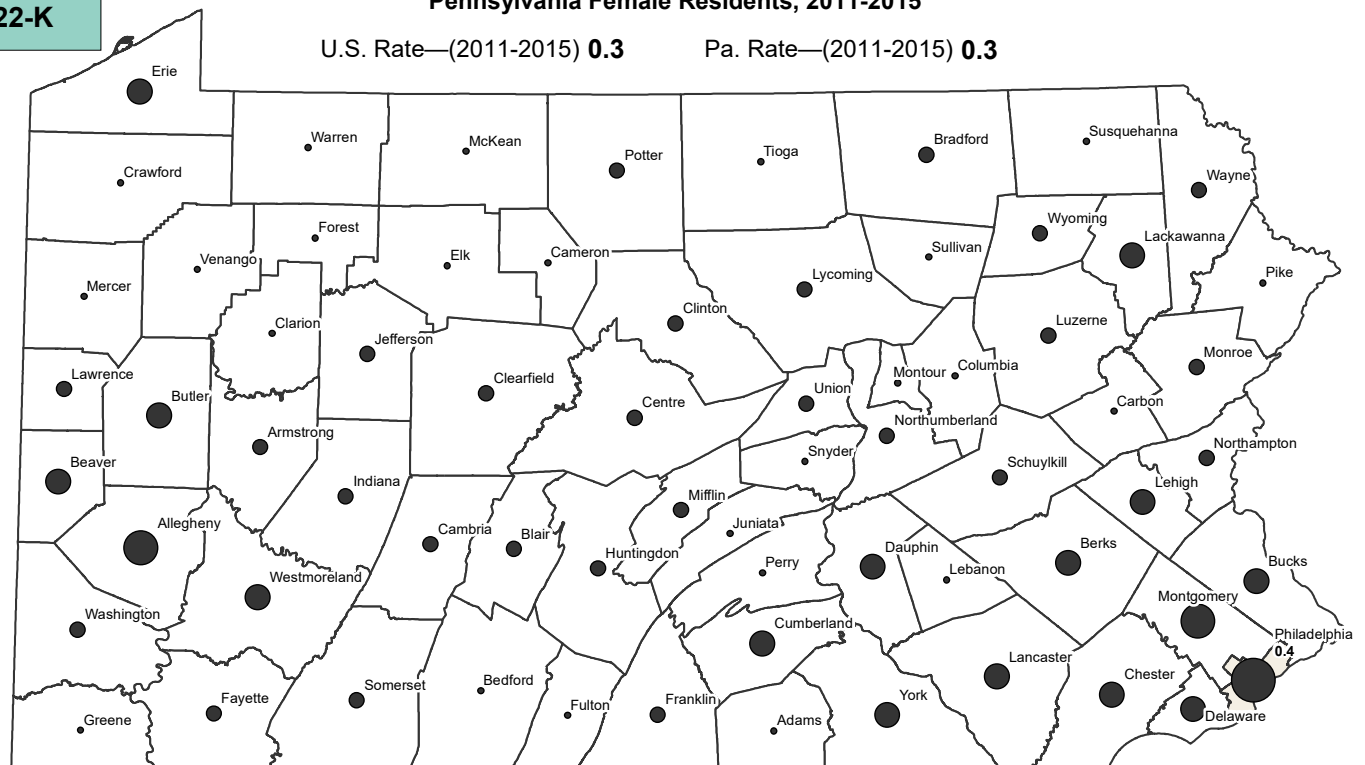 22-K
Pennsylvania Female Residents, 2011-2015
U.S. Rate—(2011-2015) 0.3 Pa. Rate—(2011-2015) 0.3
Erie
Warren
McKean
Potter
Tioga
Bradford
Susquehanna
Wayne
Crawford
Forest
Venango
Elk
Cameron
Sullivan
Wyoming
Lackawanna
Mercer
Lycoming
Pike
Clinton
Clarion
Jefferson
Luzerne
Monroe
Lawrence
Clearfield
Montour
Columbia
Butler
Centre
Union
Carbon
Armstrong
Northumberland
Northampton
Beaver
Snyder
Schuylkill
Lehigh
Indiana
Mifflin
Allegheny
Cambria
Blair
Juniata
Huntingdon
Dauphin
Berks
Perry
Lebanon
Bucks
Westmoreland
Montgomery
Washington
Cumberland
Philadelphia
0.4
Lancaster
Chester
Somerset
Bedford
Fayette
Franklin
York
Fulton
Greene
Adams
Delaware